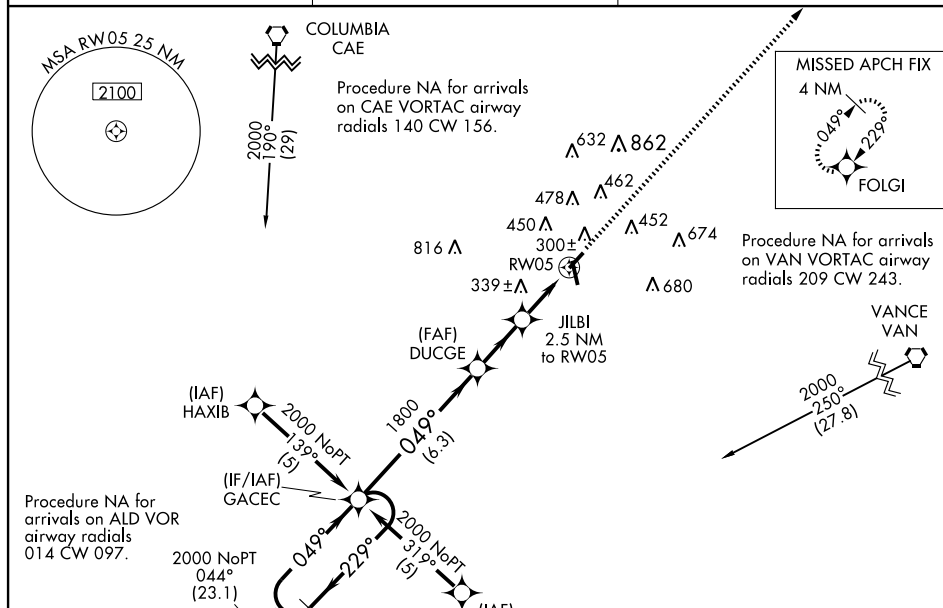 MSA RW05 25 NM
2100
COLUMBIA
CAE
2000
190°
(29)
Procedure NA for arrivals
on CAE VORTAC airway
radials 140 CW 156.
MISSED APCH FIX
4 NM
049°
229°
FOLGI
632
862
478
462
450
452
816
300±
674
RW05
339±
680
Procedure NA for arrivals
on VAN VORTAC airway
radials 209 CW 243.
VANCE
VAN
2000
250°
(27.8)
JILBI
2.5 NM
to RW05
(FAF)
DUCGE
1800
049°
(6.3)
(IAF)
HAXIB
2000 NoPT
139°
(5)
(IF/IAF)
GACEC
Procedure NA for
arrivals on ALD VOR
airway radials
014 CW 097.
049°
229°
2000 NoPT
319°
(5)
2000 NoPT
044°
(23.1)
(IAF)